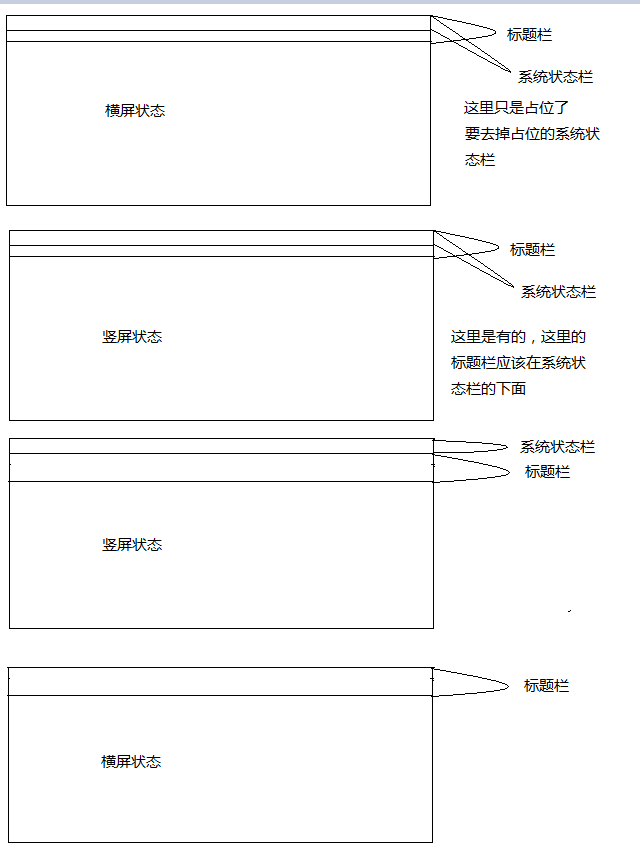 标题栏
系统状态栏
横屏状态
这里只是占位了
要去掉占位的系统状
态栏
标题栏
系统状态栏
竖屏状态
这里是有的，这里的
标题栏应该在系统状
态栏的下面
系统状态栏
标题栏
竖屏状态
标题栏
横屏状态